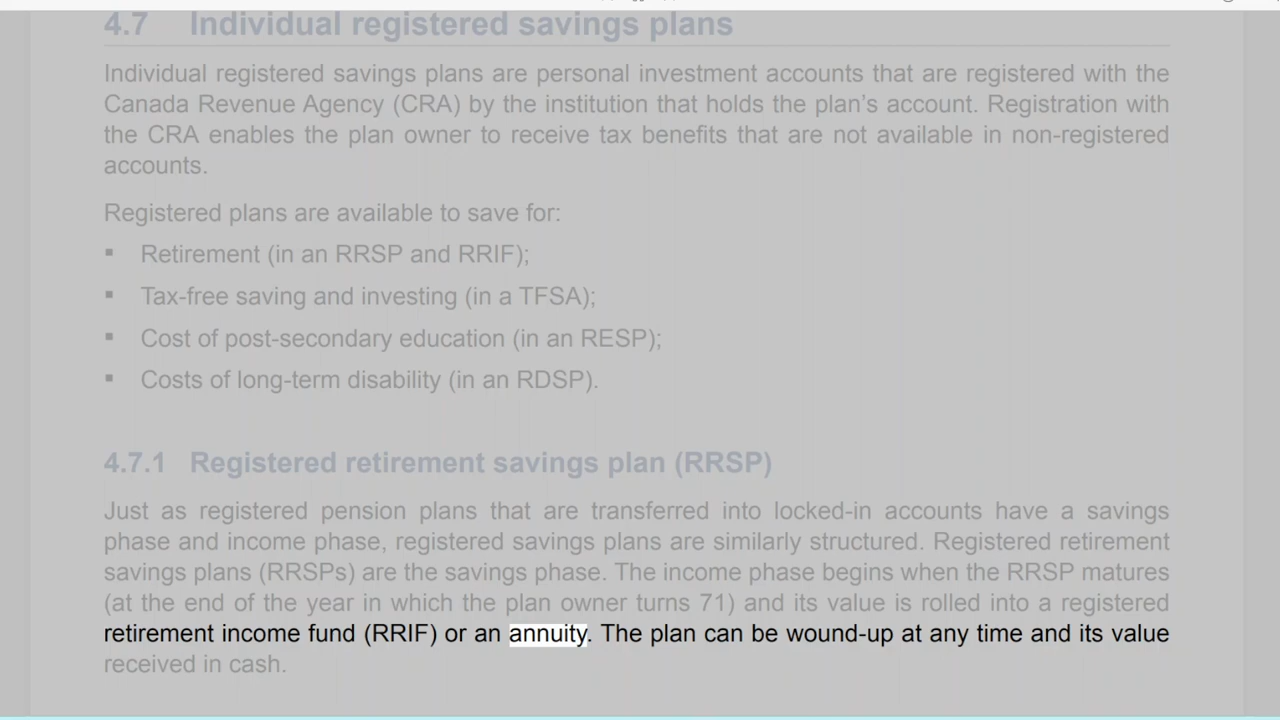 4.7 Individual registered savings plans
Individual registered savings plans are personal investment accounts that are registered with the
Canada Revenue Agency (CRA) by the institution that holds the plan’s account. Registration with
the CRA enables the plan owner to receive tax benefits that are not available in non-registered
accounts.
Registered plans are available to save for:
▪ Retirement (in an RRSP and RRIF);
▪ Tax-free saving and investing (in a TFSA);
▪ Cost of post-secondary education (in an RESP);
▪ Costs of long-term disability (in an RDSP).
4.7.1 Registered retirement savings plan (RRSP)
Just as registered pension plans that are transferred into locked-in accounts have a savings
phase and income phase, registered savings plans are similarly structured. Registered retirement
savings plans (RRSPs) are the savings phase. The income phase begins when the RRSP matures
(at the end of the year in which the plan owner turns 71) and its value is rolled into a registered
retirement income fund (RRIF) or an annuity. The plan can be wound-up at any time and its value
received in cash.